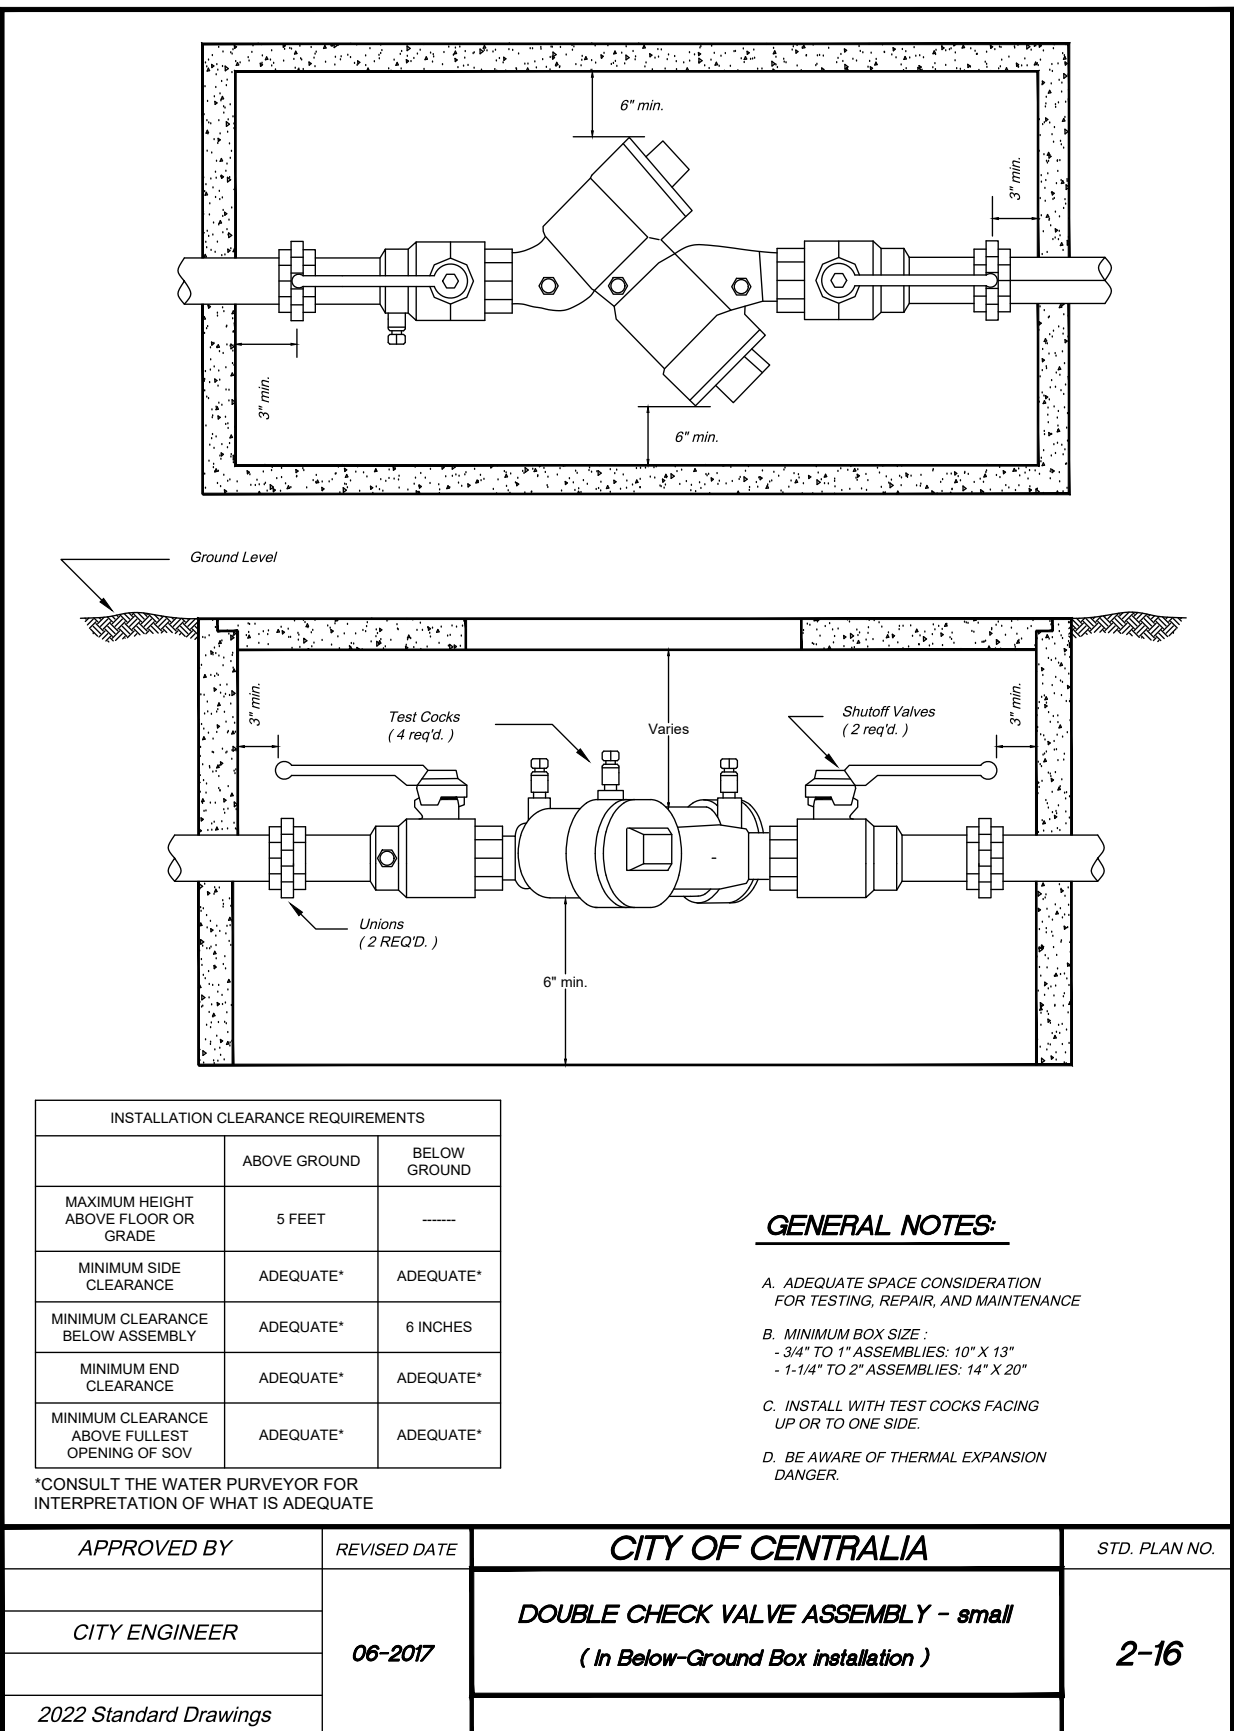 6" min.
3" min.
3" min.
6" min.
Ground Level
3" min.
Test Cocks
( 4 req'd. )
Varies
Shutoff Valves
( 2 req'd. )
3" min.
Unions
( 2 REQ'D. )
6" min.
INSTALLATION CLEARANCE REQUIREMENTS
ABOVE GROUND
BELOW
GROUND
MAXIMUM HEIGHT
ABOVE FLOOR OR
GRADE
5 FEET
-------
MINIMUM SIDE
CLEARANCE
ADEQUATE*
ADEQUATE*
MINIMUM CLEARANCE
BELOW ASSEMBLY
ADEQUATE*
6 INCHES
MINIMUM END
CLEARANCE
ADEQUATE*
ADEQUATE*
MINIMUM CLEARANCE
ABOVE FULLEST
OPENING OF SOV
ADEQUATE*
ADEQUATE*
*CONSULT THE WATER PURVEYOR FOR
INTERPRETATION OF WHAT IS ADEQUATE
GENERAL NOTES:
A. ADEQUATE SPACE CONSIDERATION
FOR TESTING, REPAIR, AND MAINTENANCE
B. MINIMUM BOX SIZE :
- 3/4" TO 1" ASSEMBLIES: 10" X 13"
- 1-1/4" TO 2" ASSEMBLIES: 14" X 20"
C. INSTALL WITH TEST COCKS FACING
UP OR TO ONE SIDE.
D. BE AWARE OF THERMAL EXPANSION
DANGER.
APPROVED BY
CITY ENGINEER
2022 Standard Drawings
REVISED DATE
06-2017
CITY OF CENTRALIA
DOUBLE CHECK VALVE ASSEMBLY - small
( In Below-Ground Box installation )
STD. PLAN NO.
2-16